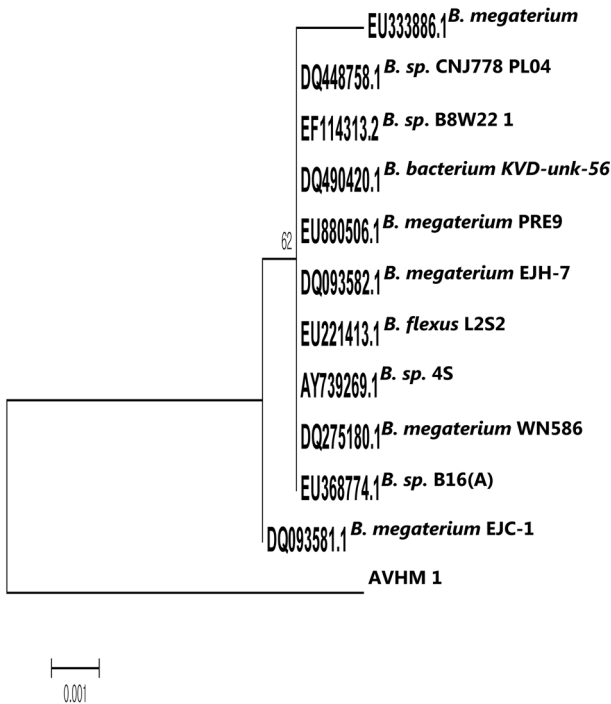 EU333886.1 B. megaterium
DQ448758.1 B. sp. CNJ778 PL04
EF114313.2 B. sp. B8W22 1
DQ490420.1 B. bacterium KVD-unk-56
EU880506.1 B. megaterium PRE9
62
DQ093582.1 B. megaterium EJH-7
EU221413.1 B. flexus L2S2
AY739269.1 B. sp. 4S
DQ275180.1 B. megaterium WN586
EU368774.1 B. sp. B16(A)
DQ093581.1 B. megaterium EJC-1
AVHM 1
0.001